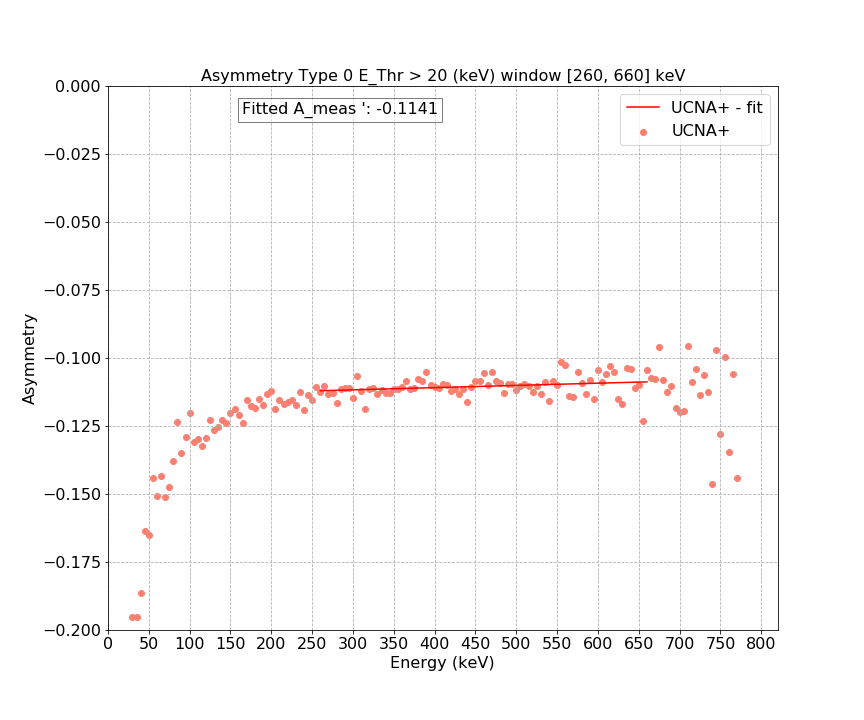 Asymmetry Type 0 E_Thr > 20 (keV) window [260, 660] keV
Fitted A_meas ': -0.1141
UCNA+ - fit
UCNA+
0.000
−0.025
−0.050
−0.075
−0.100
−0.125
−0.150
−0.175
−0.200
Asymmetry
0 50 100 150 200 250 300 350 400 450 500 550 600 650 700 750 800
Energy (keV)